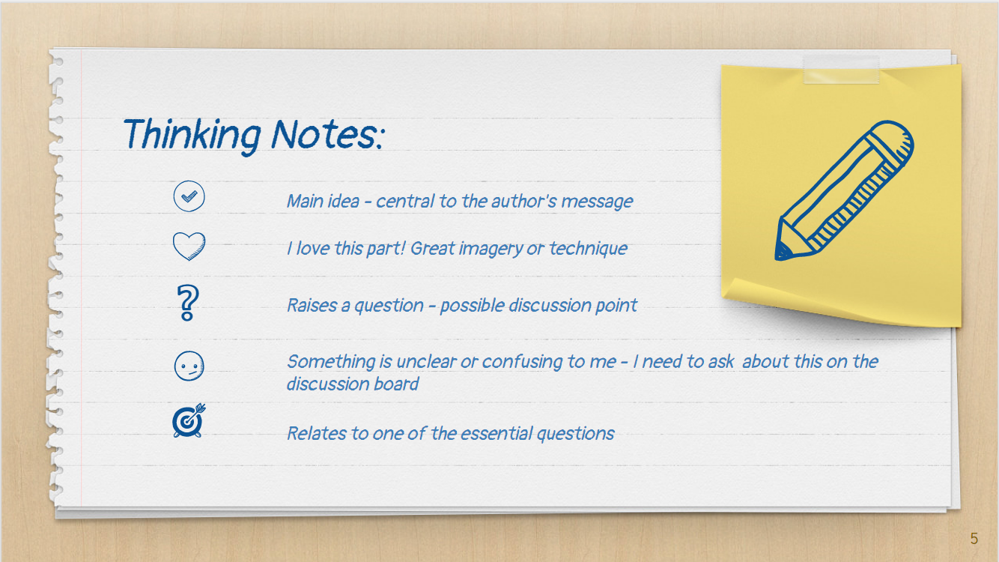 Thinking Notes:
Main idea - central to the author's message
I love this part! Great imagery or technique
?
Raises a question - possible discussion point
Something is unclear or confusing to me - I need to ask  about this on the
discussion board
Relates to one of the essential questions
5